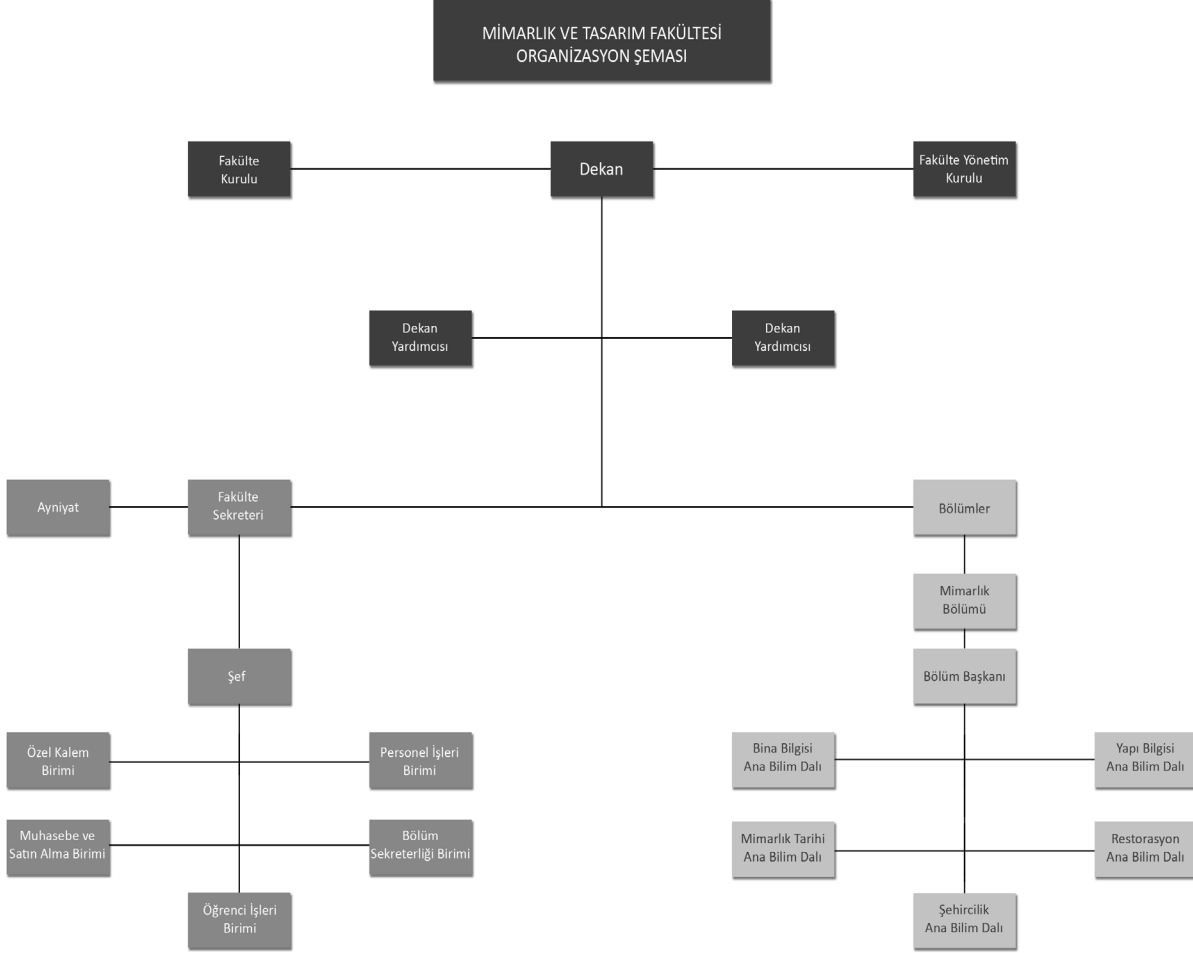 MİMARLIK VE TASARIM FAKÜLTESİ
ORGANİZASYON ŞEMASI
Fakülte
Kurulu
Dekan
Fakülte Yönetim
Kurulu
Dekan
Yardımcısı
Dekan
Yardımcısı
Ayniyat
Fakülte
Sekreteri
Bölümler
Mimarlık
Bölümü
Şef
Bölüm Başkanı
Özel Kalem
Birimi
Personel İşleri
Birimi
Bina Bilgisi
Ana Bilim Dalı
Yapı Bilgisi
Ana Bilim Dalı
Muhasebe ve
Satın Alma Birimi
Bölüm
Sekreterliği Birimi
Mimarlık Tarihi
Ana Bilim Dalı
Restorasyon
Ana Bilim Dalı
Öğrenci İşleri
Birimi
Şehircilik
Ana Bilim Dalı